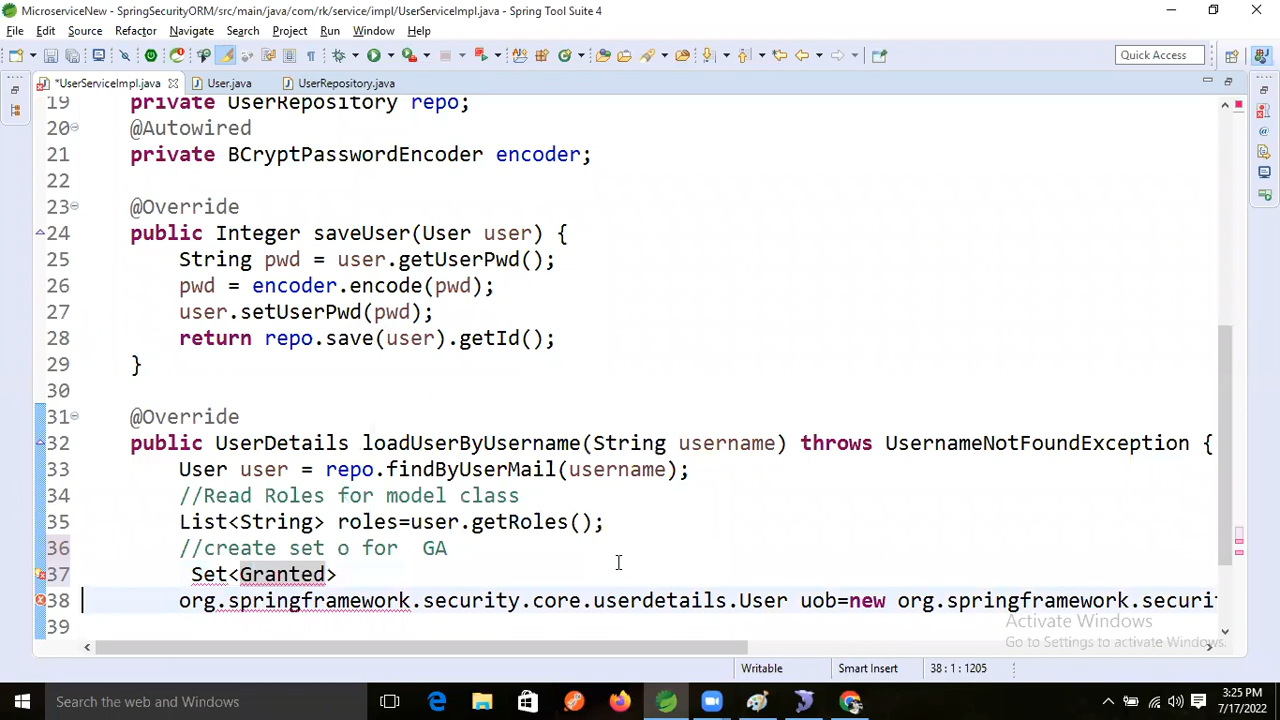 MicroserviceNew - SpringSecurityORM/src/main/java/com/rk/service/impl/UserServiceImpl.java - Spring Tool Suite 4
File Edit Source Refactor Navigate Search Project Run Window Help
Quick Access
*UserServiceImpl.java User.java UserRepository.java
19 private UserRepository repo;
20 @Autowired
21 private BCryptPasswordEncoder encoder;
22
23 @Override
24 public Integer saveUser(User user) {
25 String pwd = user.getUserPwd();
26 pwd = encoder.encode(pwd);
27 user.setUserPwd(pwd);
28 return repo.save(user).getId();
29 }
30
31 @Override
32 public UserDetails loadUserByUsername(String username) throws UsernameNotFoundException {
33 User user = repo.findByUserMail(username);
34 //Read Roles for model class
35 List<String> roles=user.getRoles();
36 //create set o for  GA
37 Set<Granted>
38 org.springframework.security.core.userdetails.User uob=new org.springframework.securit
39
Activate Windows
Go to Settings to activate Windows.
Writable Smart Insert 38 : 1 : 1205
Search the web and Windows
3:25 PM
7/17/2022